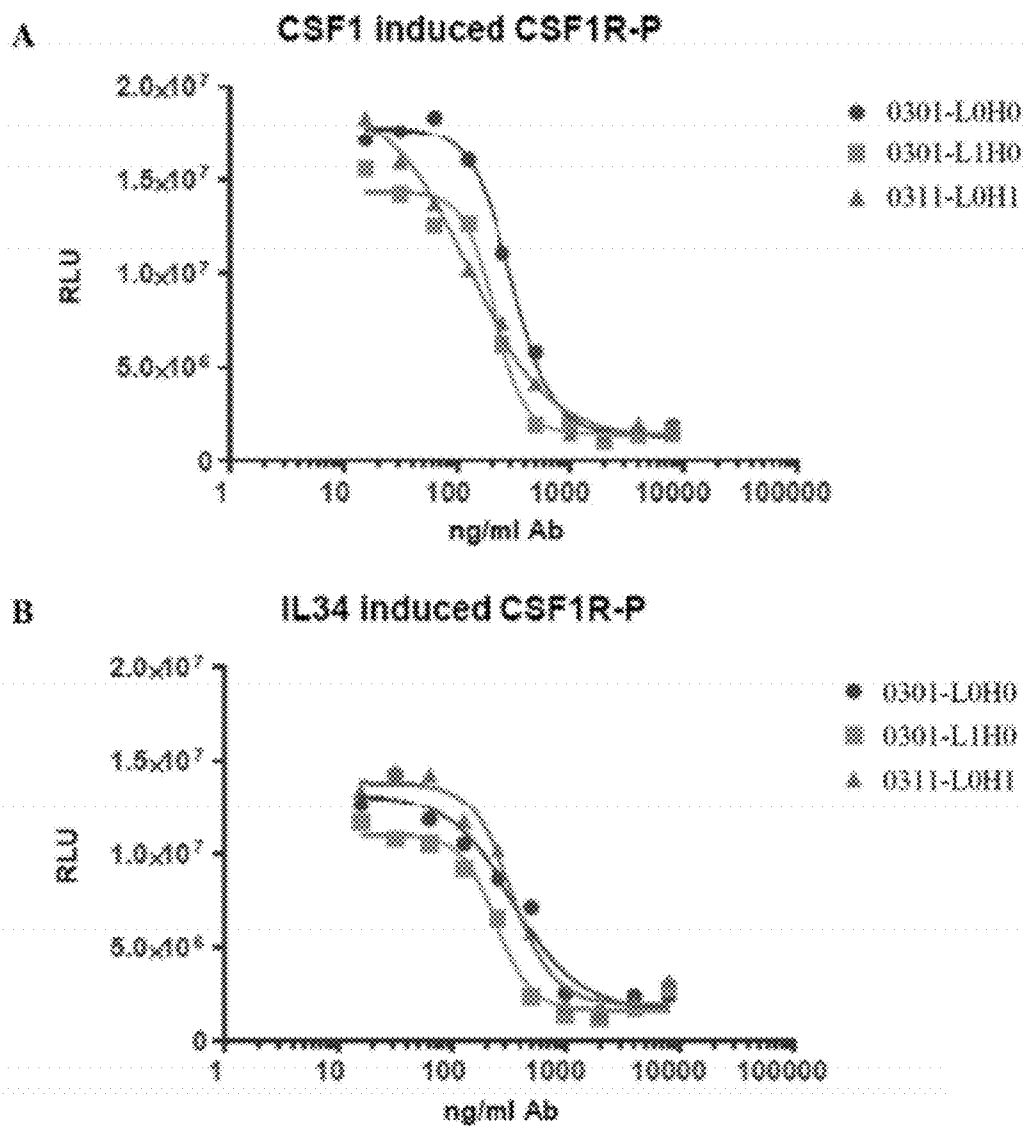 A
CSF1 induced CSF1R-P
2.0x10⁷
1.5x10⁷
1.0x10⁷
5.0x10⁶
0
RLU
1 10 100 1000 10000 100000
ng/ml Ab
0301-L0H0
0301-L1H0
0311-L0H1
B
IL34 induced CSF1R-P
2.0x10⁷
1.5x10⁷
1.0x10⁷
5.0x10⁶
0
RLU
1 10 100 1000 10000 100000
ng/ml Ab
0301-L0H0
0301-L1H0
0311-L0H1